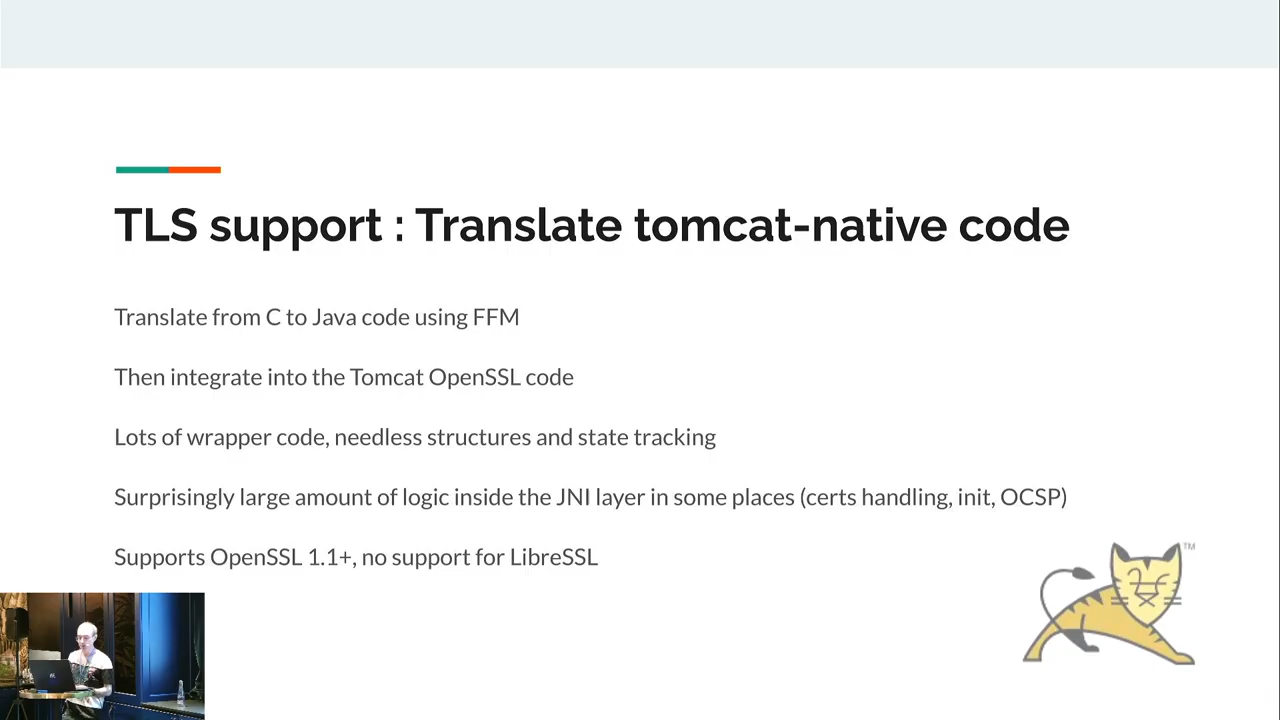 TLS support : Translate tomcat-native code
Translate from C to Java code using FFM
Then integrate into the Tomcat OpenSSL code
Lots of wrapper code, needless structures and state tracking
Surprisingly large amount of logic inside the JNI layer in some places (certs handling, init, OCSP)
Supports OpenSSL 1.1+, no support for LibreSSL
TM